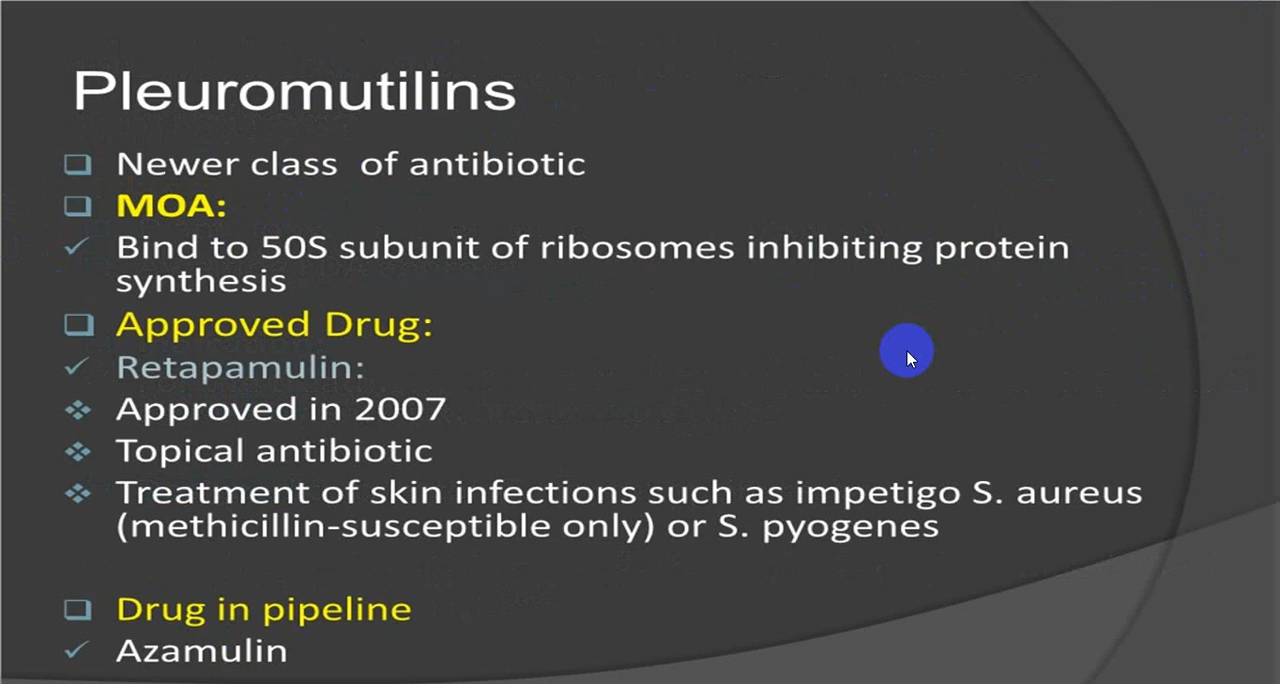 Pleuromutilins
Newer class of antibiotic
MOA:
Bind to 50S subunit of ribosomes inhibiting protein
synthesis
Approved Drug:
Retapamulin:
Approved in 2007
Topical antibiotic
Treatment of skin infections such as impetigo S. aureus
(methicillin-susceptible only) or S. pyogenes
Drug in pipeline
Azamulin